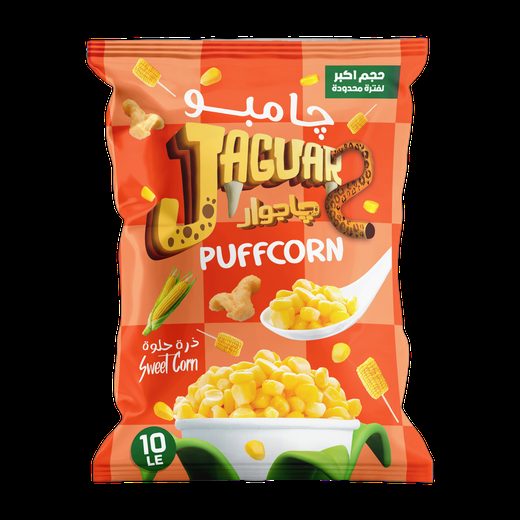 حجم اكبر
لفترة محدودة
چامبو
JAGUAR
چاجوار
PUFFCORN
ذرة حلوة
Sweet Corn
10
LE